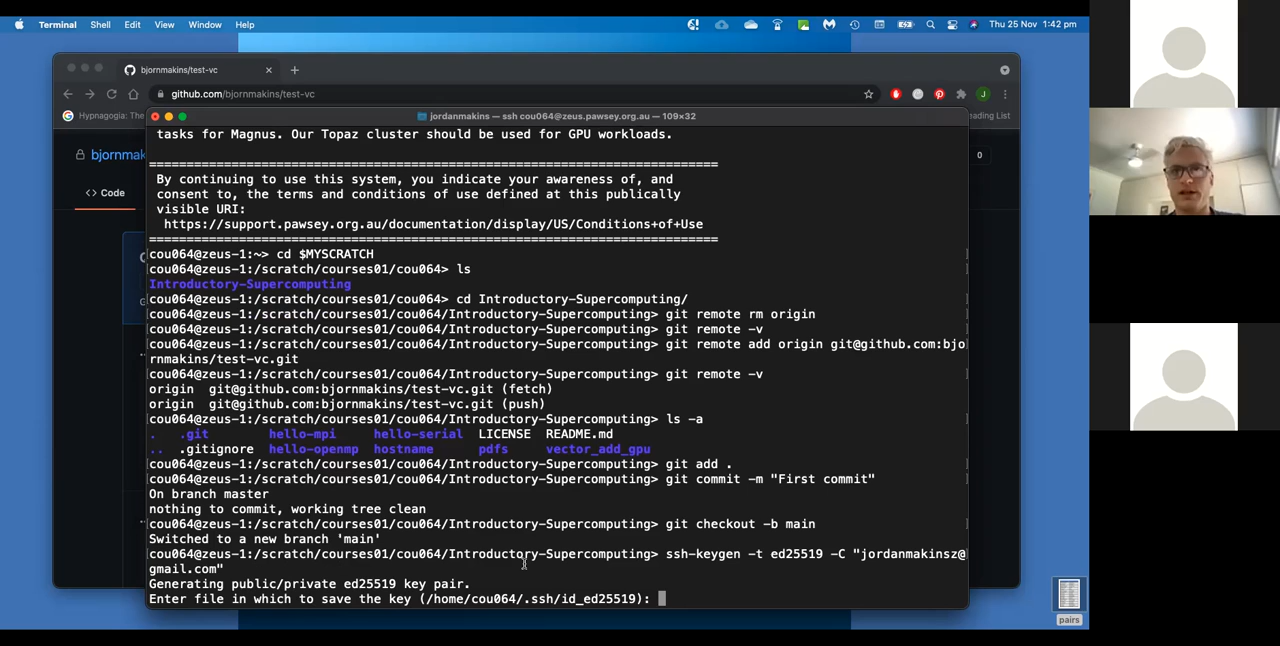 Terminal Shell Edit View Window Help Thu 25 Nov 1:42 pm
bjornmakins/test-vc
github.com/bjornmakins/test-vc J
Hypnagogia: The eading List
jordanmakins — ssh cou064@zeus.pawsey.org.au — 109×32
tasks for Magnus. Our Topaz cluster should be used for GPU workloads.
bjornmak 0
<> Code
========================================================================
By continuing to use this system, you indicate your awareness of, and
consent to, the terms and conditions of use defined at this publically
visible URI:
https://support.pawsey.org.au/documentation/display/US/Conditions+of+Use
========================================================================
cou064@zeus-1:~> cd $MYSCRATCH
cou064@zeus-1:/scratch/courses01/cou064> ls
Introductory-Supercomputing
cou064@zeus-1:/scratch/courses01/cou064> cd Introductory-Supercomputing/
cou064@zeus-1:/scratch/courses01/cou064/Introductory-Supercomputing> git remote rm origin
cou064@zeus-1:/scratch/courses01/cou064/Introductory-Supercomputing> git remote -v
cou064@zeus-1:/scratch/courses01/cou064/Introductory-Supercomputing> git remote add origin git@github.com:bjo
rnmakins/test-vc.git
cou064@zeus-1:/scratch/courses01/cou064/Introductory-Supercomputing> git remote -v
origin git@github.com:bjornmakins/test-vc.git (fetch)
origin git@github.com:bjornmakins/test-vc.git (push)
cou064@zeus-1:/scratch/courses01/cou064/Introductory-Supercomputing> ls -a
. .git hello-mpi hello-serial LICENSE README.md
.. .gitignore hello-openmp hostname pdfs vector_add_gpu
cou064@zeus-1:/scratch/courses01/cou064/Introductory-Supercomputing> git add .
cou064@zeus-1:/scratch/courses01/cou064/Introductory-Supercomputing> git commit -m "First commit"
On branch master
nothing to commit, working tree clean
cou064@zeus-1:/scratch/courses01/cou064/Introductory-Supercomputing> git checkout -b main
Switched to a new branch 'main'
cou064@zeus-1:/scratch/courses01/cou064/Introductory-Supercomputing> ssh-keygen -t ed25519 -C "jordanmakinsz@
gmail.com"
Generating public/private ed25519 key pair.
Enter file in which to save the key (/home/cou064/.ssh/id_ed25519):
pairs